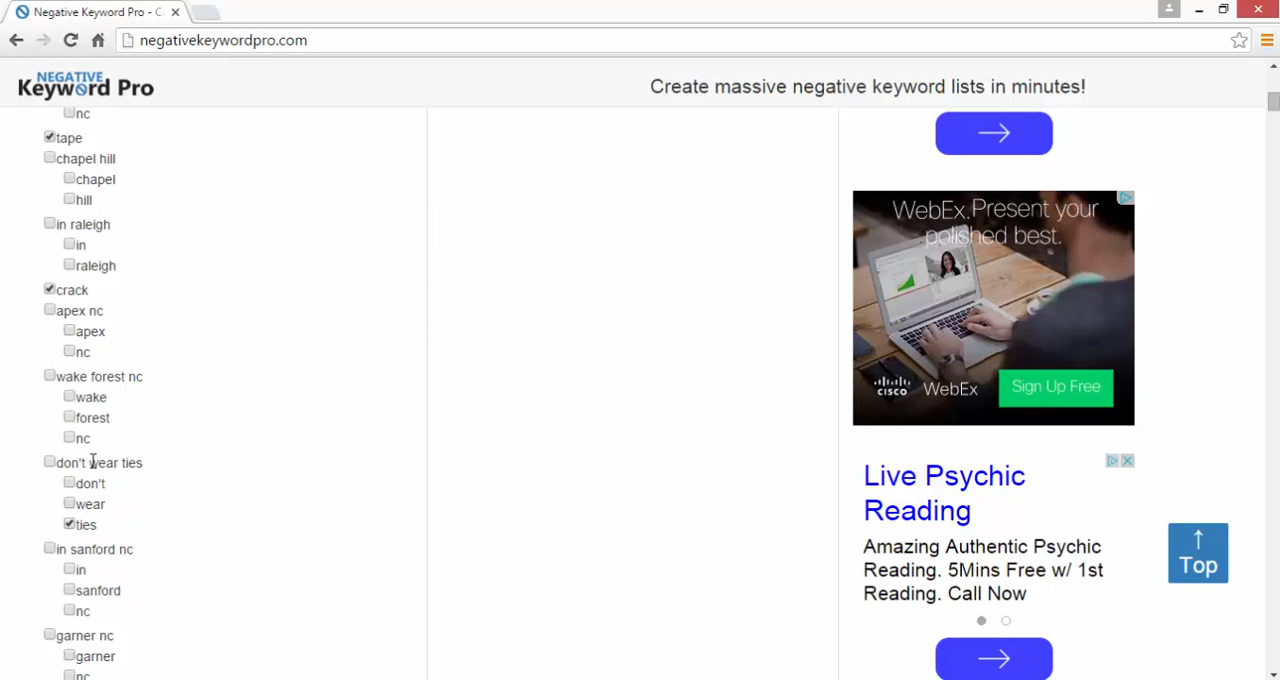 Negative Keyword Pro - C
negativekeywordpro.com
NEGATIVE
Keyword Pro
Create massive negative keyword lists in minutes!
nc
tape
chapel hill
chapel
hill
in raleigh
in
raleigh
crack
apex nc
apex
nc
wake forest nc
wake
forest
nc
don't wear ties
don't
wear
ties
in sanford nc
in
sanford
nc
garner nc
garner
nc
WebEx. Present your
polished best.
CISCO
WebEx
Sign Up Free
Live Psychic
Reading
Amazing Authentic Psychic
Reading. 5Mins Free w/ 1st
Reading. Call Now
Top